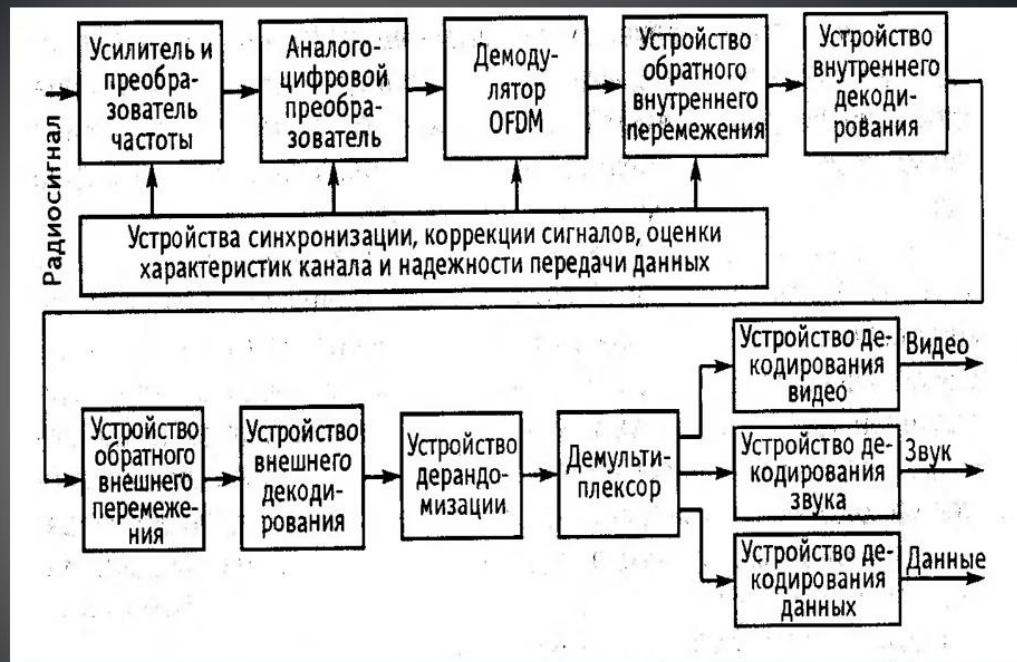 Радиосигнал
Усилитель и
преобра-
зователь
частоты
Аналого-
цифровой
преобра-
зователь
Демоду-
лятор
OFDM
Устройство
обратного
внутреннего
перемежения
Устройство
внутреннего
декоди-
рования
Устройства синхронизации, коррекции сигналов, оценки
характеристик канала и надежности передачи данных
Устройство
обратного
внешнего
перемеже-
ния
Устройство
внешнего
декоди-
рования
Устройство
дерандо-
мизации
Демульти-
плексор
Устройство де-
кодирования
видео
Видео
Устройство де-
кодирования
звука
Звук
Устройство де-
кодирования
данных
Данные